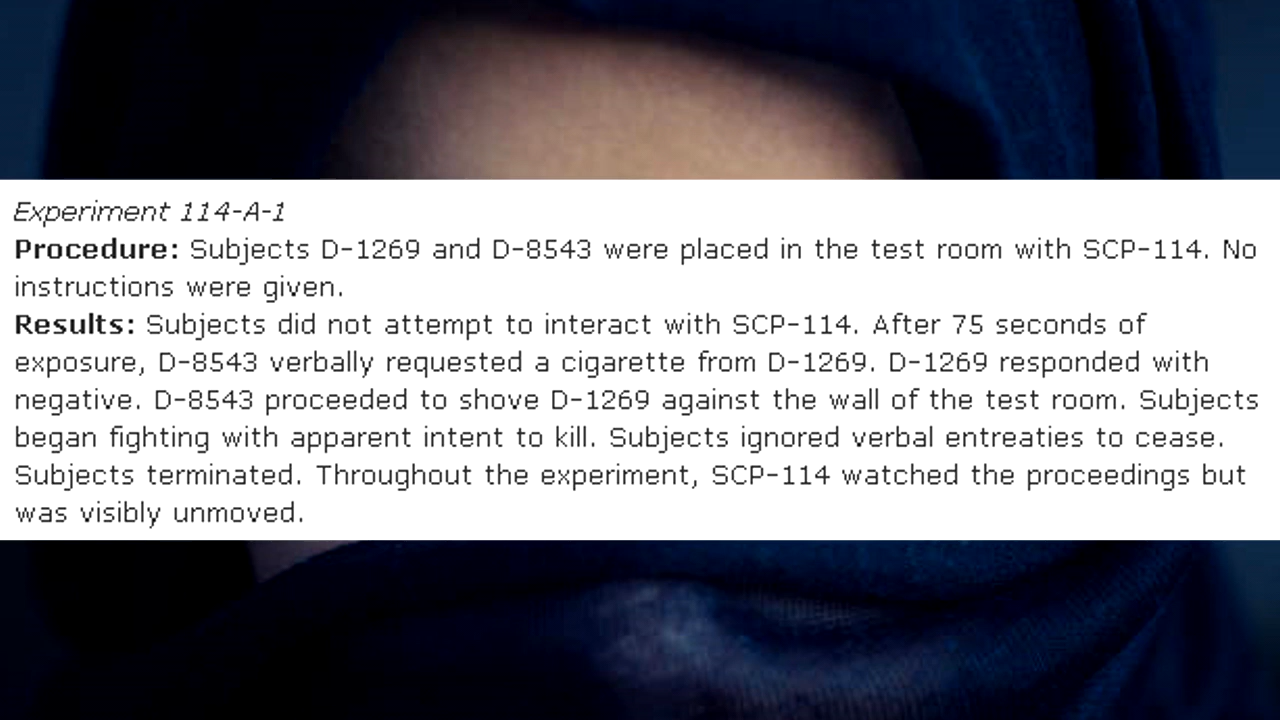 Experiment 114-A-1
Procedure: Subjects D-1269 and D-8543 were placed in the test room with SCP-114. No
instructions were given.
Results: Subjects did not attempt to interact with SCP-114. After 75 seconds of
exposure, D-8543 verbally requested a cigarette from D-1269. D-1269 responded with
negative. D-8543 proceeded to shove D-1269 against the wall of the test room. Subjects
began fighting with apparent intent to kill. Subjects ignored verbal entreaties to cease.
Subjects terminated. Throughout the experiment, SCP-114 watched the proceedings but
was visibly unmoved.